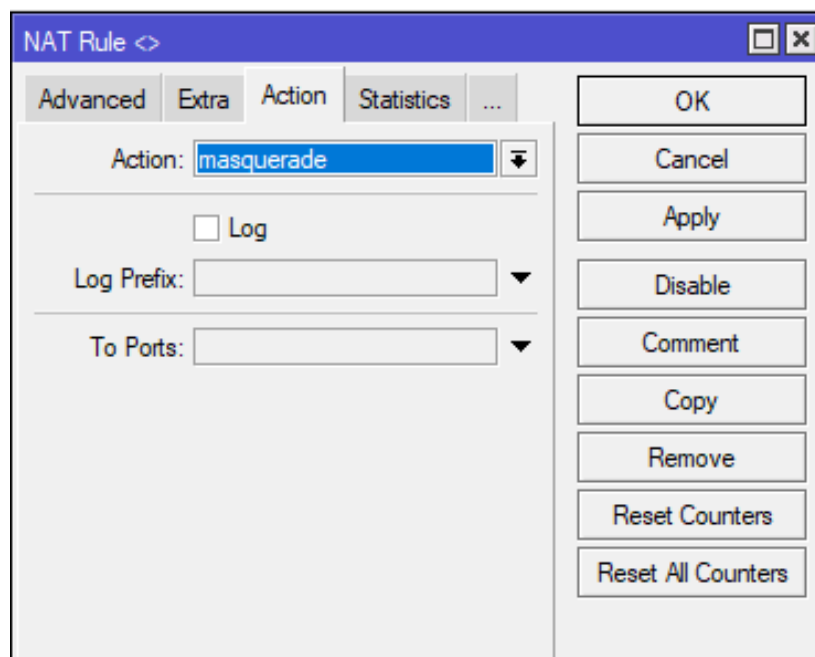 NAT Rule <>
Advanced Extra Action Statistics ...
Action: masquerade
Log
Log Prefix:
To Ports:
OK
Cancel
Apply
Disable
Comment
Copy
Remove
Reset Counters
Reset All Counters